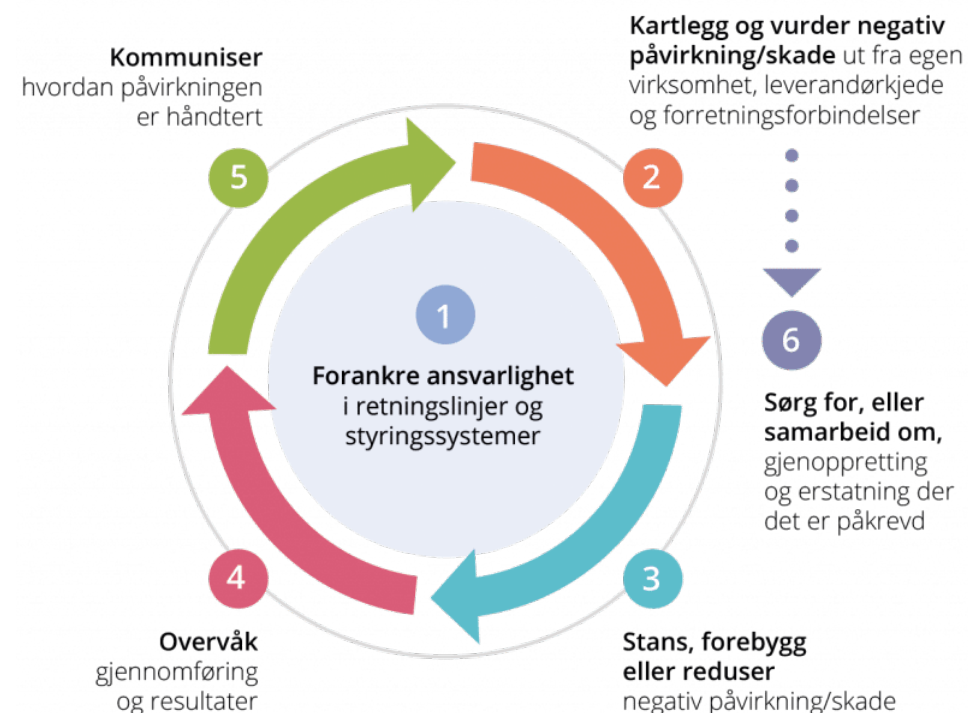 Kommuniser
hvordan påvirkningen
er håndtert
5
Kartlegg og vurder negativ
påvirkning/skade ut fra egen
virksomhet, leverandørkjede
og forretningsforbindelser
2
1
Forankre ansvarlighet
i retningslinjer og
styringssystemer
6
Sørg for, eller
samarbeid om,
gjenoppretting
og erstatning der
det er påkrevd
4
Overvåk
gjennomføring
og resultater
3
Stans, forebygg
eller reduser
negativ påvirkning/skade